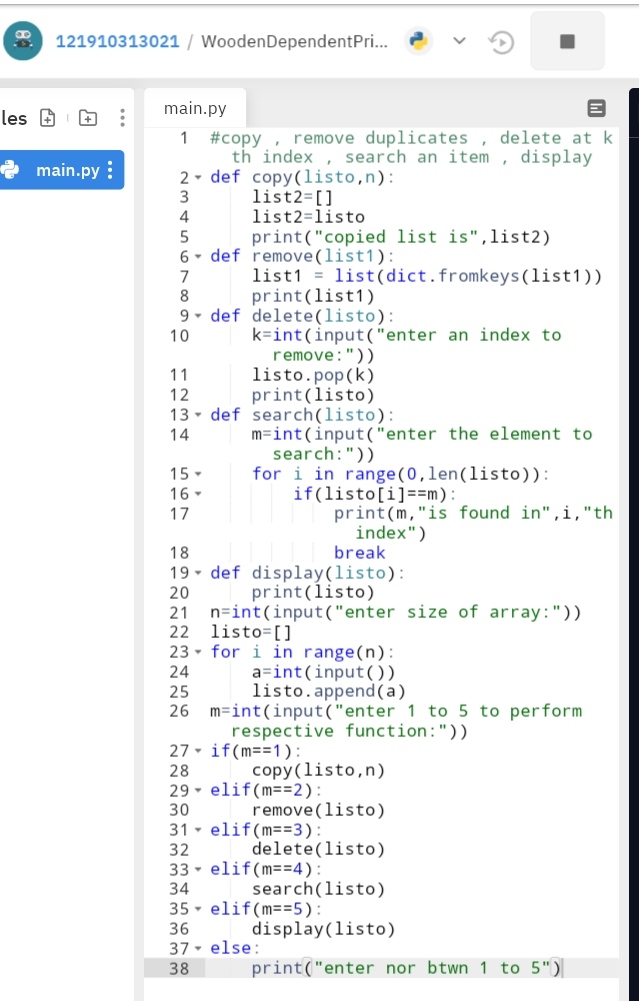 121910313021 / WoodenDependentPri...
les
main.py
main.py
1 #copy , remove duplicates , delete at k
th index , search an item , display
2 def copy(listo,n):
3 list2=[]
4 list2=listo
5 print("copied list is",list2)
6 def remove(list1):
7 list1 = list(dict.fromkeys(list1))
8 print(list1)
9 def delete(listo):
10 k=int(input("enter an index to
remove:"))
11 listo.pop(k)
12 print(listo)
13 def search(listo):
14 m=int(input("enter the element to
search:"))
15 for i in range(0,len(listo)):
16 if(listo[i]==m):
17 print(m,"is found in",i,"th
index")
18 break
19 def display(listo):
20 print(listo)
21 n=int(input("enter size of array:"))
22 listo=[]
23 for i in range(n):
24 a=int(input())
25 listo.append(a)
26 m=int(input("enter 1 to 5 to perform
respective function:"))
27 if(m==1):
28 copy(listo,n)
29 elif(m==2):
30 remove(listo)
31 elif(m==3):
32 delete(listo)
33 elif(m==4):
34 search(listo)
35 elif(m==5):
36 display(listo)
37 else:
38 print("enter nor btwn 1 to 5")